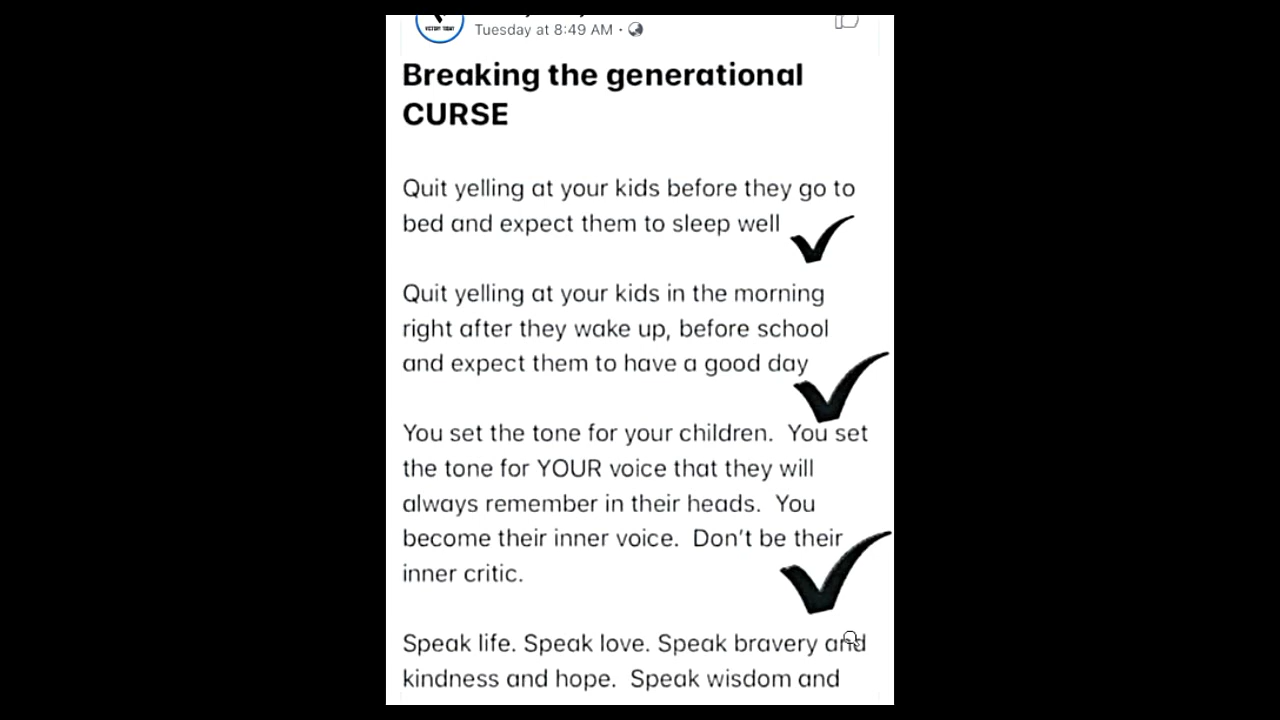 VICTORY TODAY
Tuesday at 8:49 AM ·
Breaking the generational
CURSE
Quit yelling at your kids before they go to
bed and expect them to sleep well
Quit yelling at your kids in the morning
right after they wake up, before school
and expect them to have a good day
You set the tone for your children. You set
the tone for YOUR voice that they will
always remember in their heads. You
become their inner voice. Don't be their
inner critic.
Speak life. Speak love. Speak bravery and
kindness and hope. Speak wisdom and